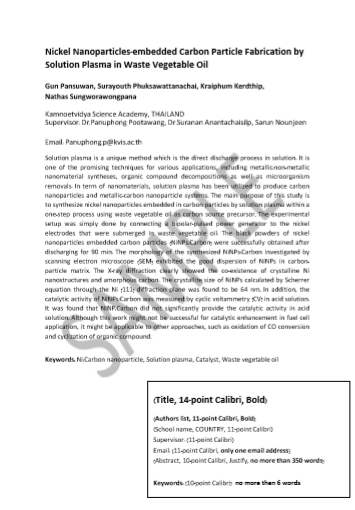 Nickel Nanoparticles-embedded Carbon Particle Fabrication by
Solution Plasma in Waste Vegetable Oil
Gun Pansuwan, Surayouth Phuksawattanachai, Kraiphum Kerdthip,
Nathas Sungworawongpana
Kamnoetvidya Science Academy, THAILAND
Supervisor: Dr.Panuphong Pootawang, Dr.Suranan Anantachaisilp, Sarun Nounjeen
Email: Panuphong.p@kvis.ac.th
Solution plasma is a unique method which is the direct discharge process in solution. It is
one of the promising techniques for various applications, including metallic-non-metallic
nanomaterial syntheses, organic compound decompositions as well as microorganism
removals. In term of nanomaterials, solution plasma has been utilized to produce carbon
nanoparticles and metallic-carbon nanoparticle systems. The main purpose of this study is
to synthesize nickel nanoparticles embedded in carbon particles by solution plasma within a
one-step process using waste vegetable oil as carbon source precursor. The experimental
setup was simply done by connecting a bipolar-pulsed power generator to the nickel
electrodes that were submerged in waste vegetable oil. The black powders of nickel
nanoparticles embedded carbon particles (NiNPs-Carbon) were successfully obtained after
discharging for 90 min. The morphology of the synthesized NiNPs-Carbon investigated by
scanning electron microscope (SEM) exhibited the good dispersion of NiNPs in carbon-
particle matrix. The X-ray diffraction clearly showed the co-existence of crystalline Ni
nanostructures and amorphous carbon. The crystallite size of NiNPs calculated by Scherrer
equation through the Ni (111) diffraction plane was found to be 64 nm. In addition, the
catalytic activity of NiNPs-Carbon was measured by cyclic voltammetry (CV) in acid solution.
It was found that NiNP-Carbon did not significantly provide the catalytic activity in acid
solution. Although this work might not be successful for catalytic enhancement in fuel cell
application, it might be applicable to other approaches, such as oxidation of CO conversion
and cyclization of organic compound.
Keywords: Ni-Carbon nanoparticle, Solution plasma, Catalyst, Waste vegetable oil
SAMPLE
(Title, 14-point Calibri, Bold)
(Authors list, 11-point Calibri, Bold)
(School name, COUNTRY, 11-point Calibri)
Supervisor: (11-point Calibri)
Email: (11-point Calibri, only one email address)
(Abstract, 10-point Calibri, Justify, no more than 350 words)
Keywords: (10-point Calibri) no more than 6 words